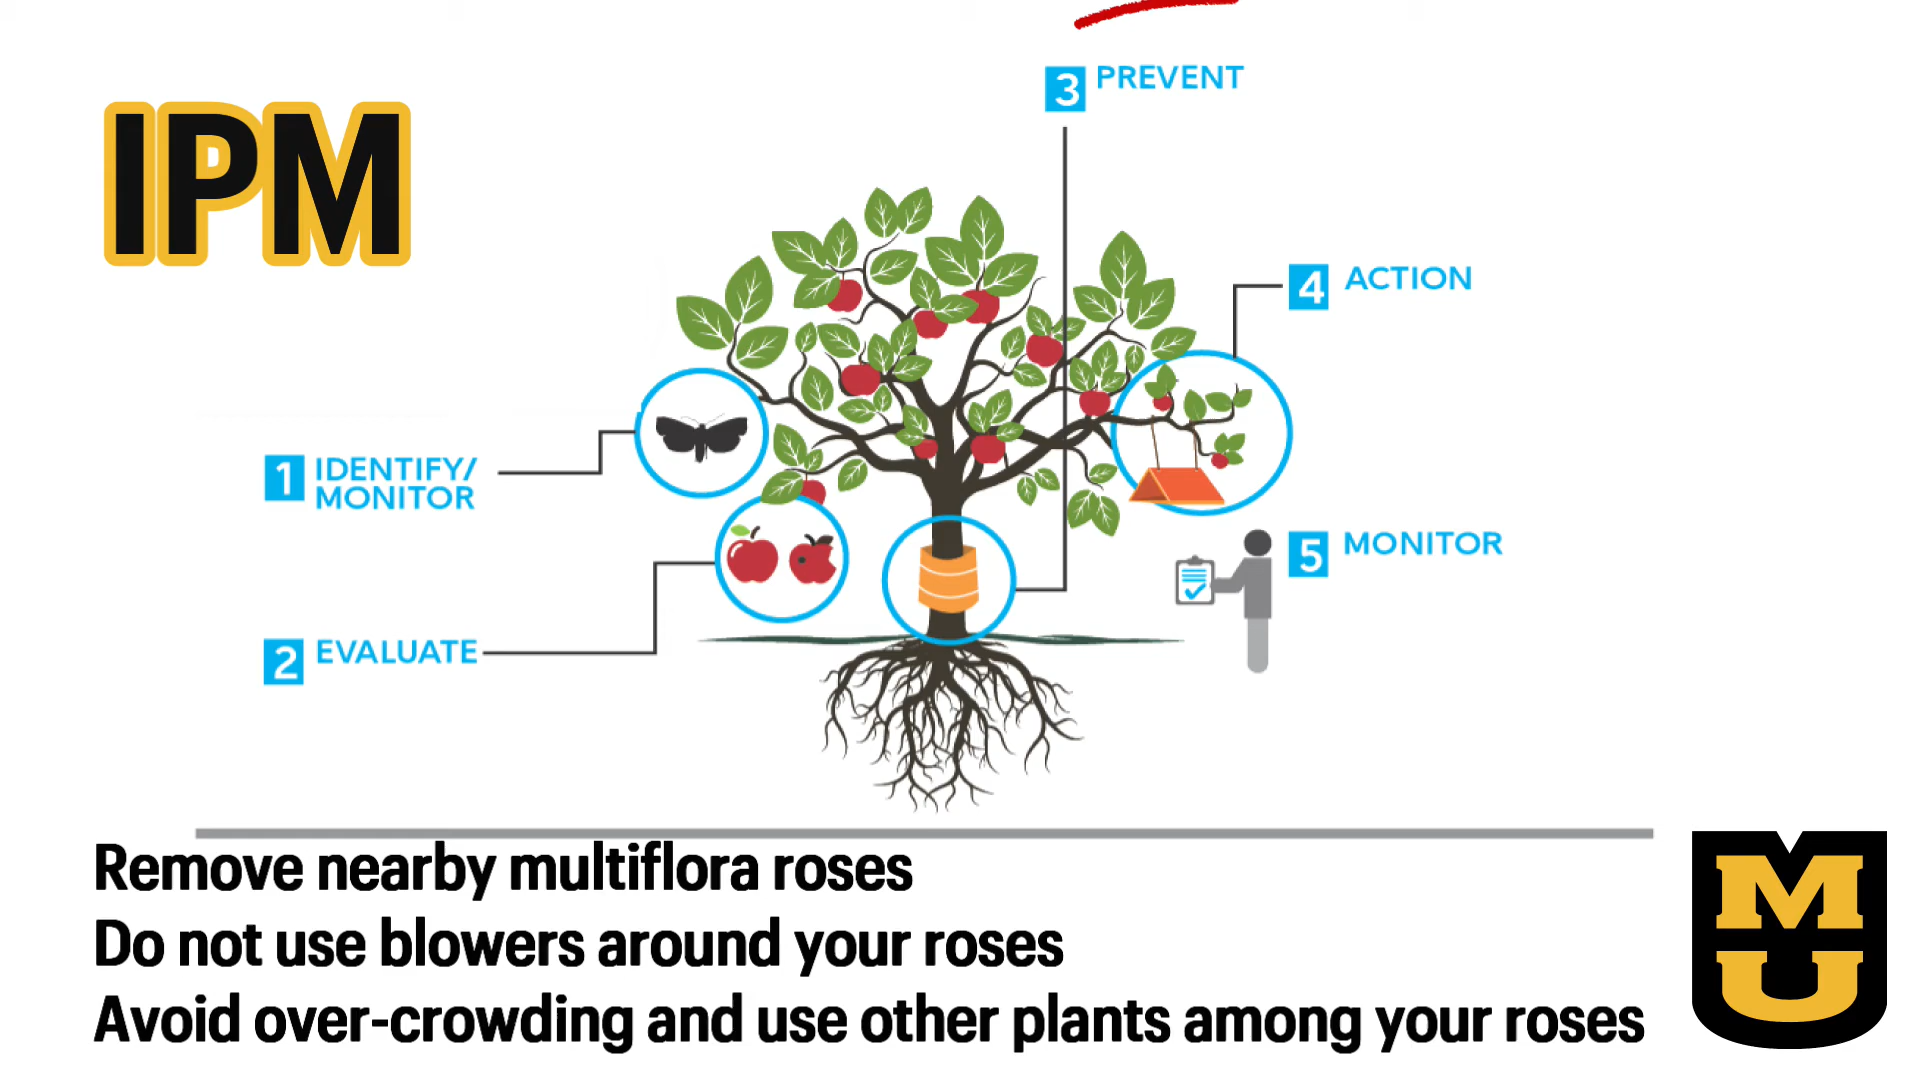 IPM
3 PREVENT
4 ACTION
1 IDENTIFY/
MONITOR
5 MONITOR
2 EVALUATE
Remove nearby multiflora roses
Do not use blowers around your roses
Avoid over-crowding and use other plants among your roses
MU